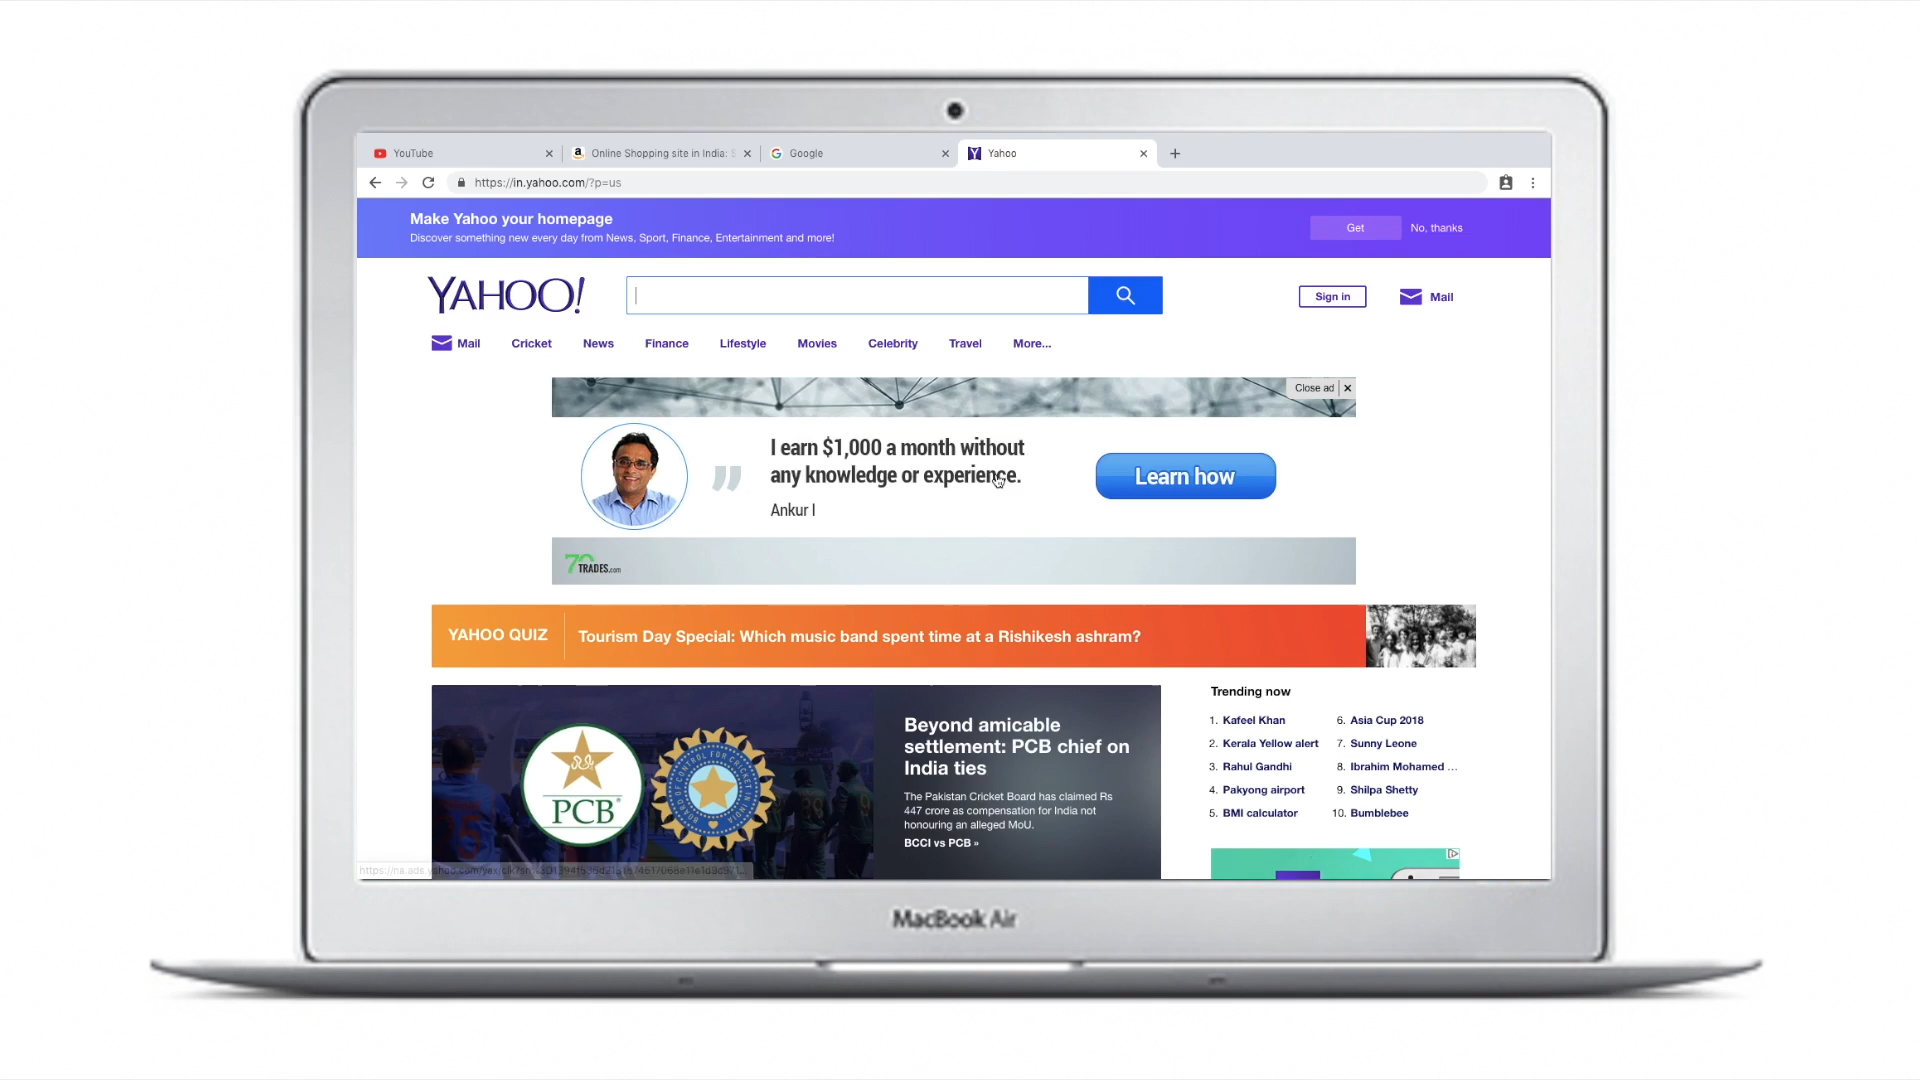 YouTube
Online Shopping site in India: S
Google
Yahoo
https://in.yahoo.com/?p=us
Make Yahoo your homepage
Discover something new every day from News, Sport, Finance, Entertainment and more!
Get
No, thanks
YAHOO!
Sign in
Mail
Mail
Cricket
News
Finance
Lifestyle
Movies
Celebrity
Travel
More...
Close ad
I earn $1,000 a month without
any knowledge or experience.
Ankur I
Learn how
70TRADES.com
YAHOO QUIZ
Tourism Day Special: Which music band spent time at a Rishikesh ashram?
PCB
Beyond amicable
settlement: PCB chief on
India ties
The Pakistan Cricket Board has claimed Rs
447 crore as compensation for India not
honouring an alleged MoU.
BCCI vs PCB »
Trending now
1. Kafeel Khan
2. Kerala Yellow alert
3. Rahul Gandhi
4. Pakyong airport
5. BMI calculator
6. Asia Cup 2018
7. Sunny Leone
8. Ibrahim Mohamed ...
9. Shilpa Shetty
10. Bumblebee
MacBook Air